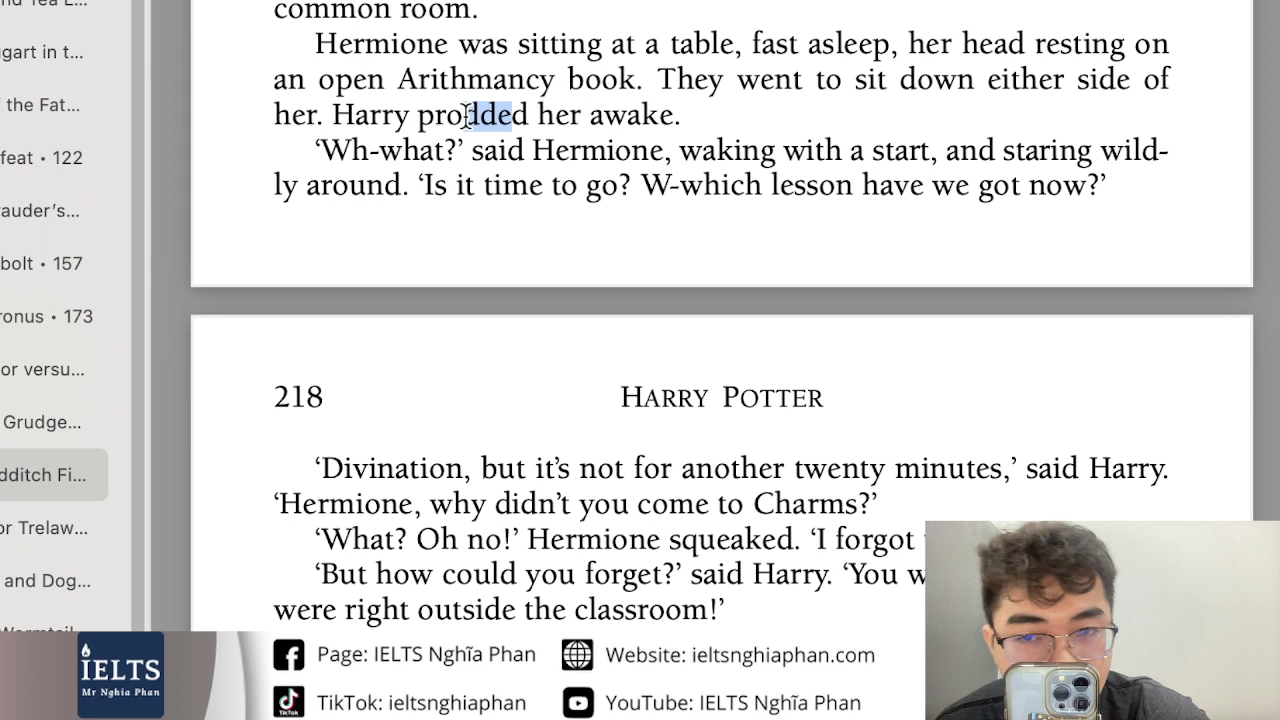 common room.
Hermione was sitting at a table, fast asleep, her head resting on
an open Arithmancy book. They went to sit down either side of
her. Harry prodded her awake.
‘Wh-what?’ said Hermione, waking with a start, and staring wild-
ly around. ‘Is it time to go? W-which lesson have we got now?’
218 HARRY POTTER
‘Divination, but it’s not for another twenty minutes,’ said Harry.
‘Hermione, why didn’t you come to Charms?’
‘What? Oh no!’ Hermione squeaked. ‘I forgot
‘But how could you forget?’ said Harry. ‘You
were right outside the classroom!’
ggart in t...
the Fat...
feat • 122
auder’s...
bolt • 157
ronus • 173
or versu...
Grudge...
dditch Fi...
or Trelaw...
and Dog...
IELTS
Mr Nghia Phan
Page: IELTS Nghĩa Phan
Website: ieltsnghiaphan.com
TikTok: ieltsnghiaphan
YouTube: IELTS Nghĩa Phan